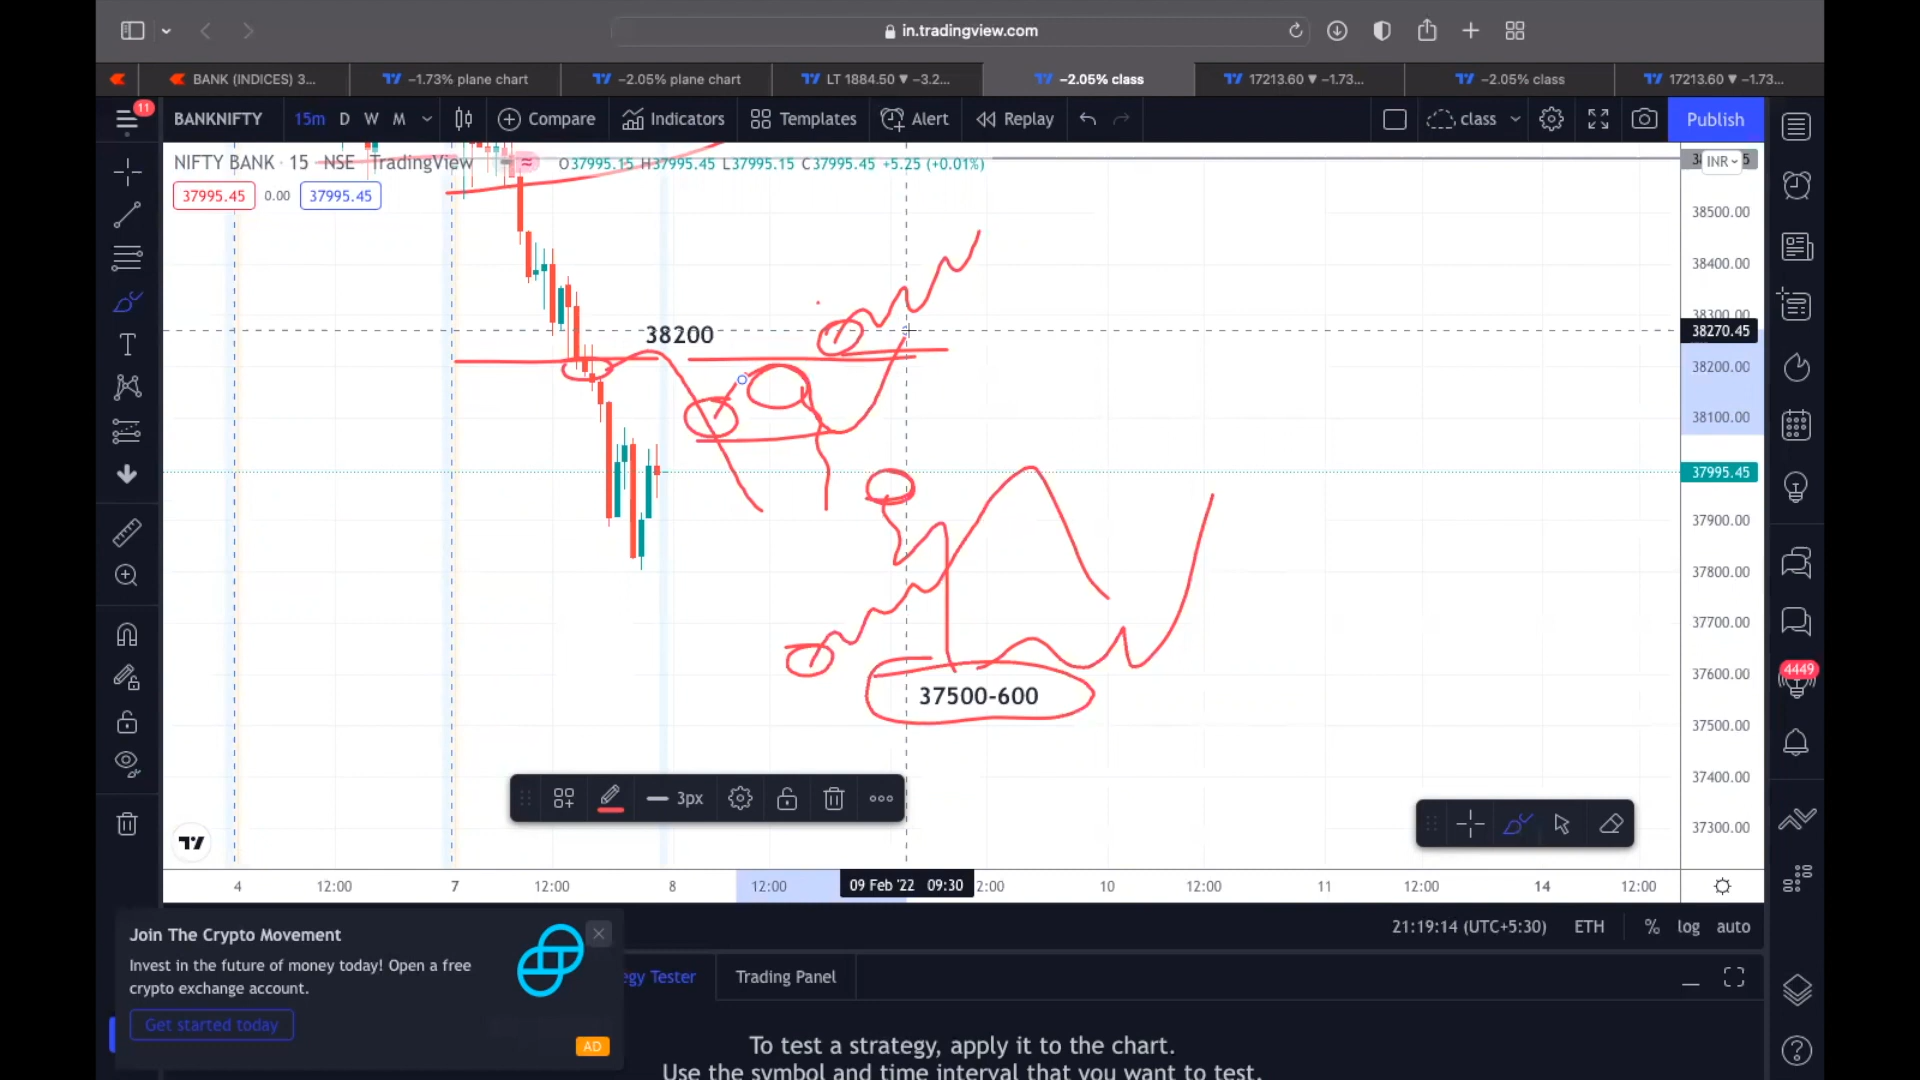 in.tradingview.com
BANK (INDICES) 3...
−1.73% plane chart
−2.05% plane chart
LT 1884.50 ▼ −3.2...
−2.05% class
17213.60 ▼ −1.73...
−2.05% class
17213.60 ▼ −1.73...
11
BANKNIFTY
15m
D
W
M
Compare
Indicators
Templates
Alert
Replay
class
Publish
NIFTY BANK · 15 NSE TradingView
O37995.15 H37995.45 L37995.15 C37995.45 +5.25 (+0.01%)
INR
37995.45
0.00
37995.45
38500.00
38400.00
38300.00
38270.45
38200.00
38100.00
37995.45
37900.00
37800.00
37700.00
37600.00
37500.00
37400.00
37300.00
38200
37500-600
3px
4449
4
12:00
7
12:00
8
12:00
09 Feb '22 09:30
2:00
10
12:00
11
12:00
14
12:00
21:19:14 (UTC+5:30)
ETH
%
log
auto
Join The Crypto Movement
Invest in the future of money today! Open a free
crypto exchange account.
Get started today
AD
egy Tester
Trading Panel
To test a strategy, apply it to the chart.
Use the symbol and time interval that you want to test.